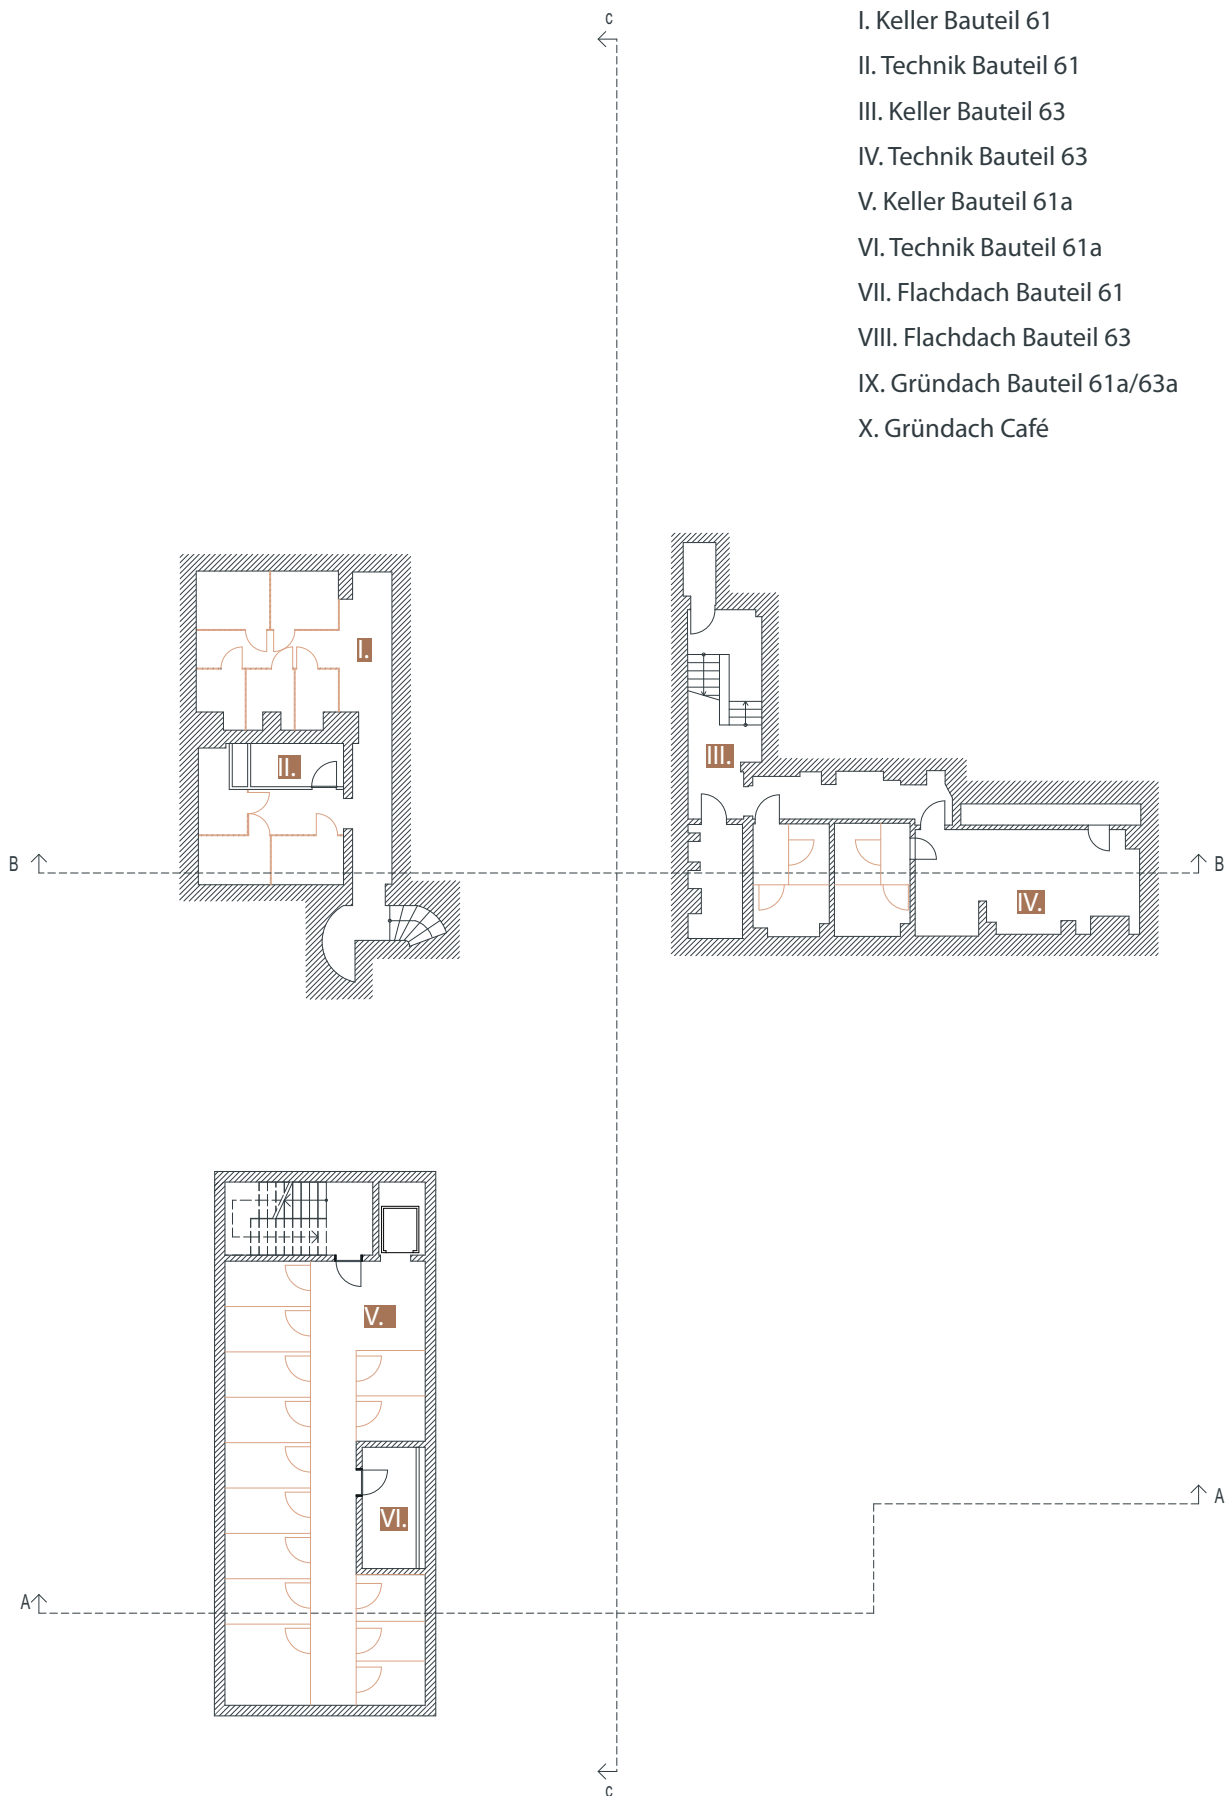 c
I. Keller Bauteil 61
II. Technik Bauteil 61
III. Keller Bauteil 63
IV. Technik Bauteil 63
V. Keller Bauteil 61a
VI. Technik Bauteil 61a
VII. Flachdach Bauteil 61
VIII. Flachdach Bauteil 63
IX. Gründach Bauteil 61a/63a
X. Gründach Café
I.
III.
II.
B
B
IV.
V.
A
VI.
A
c